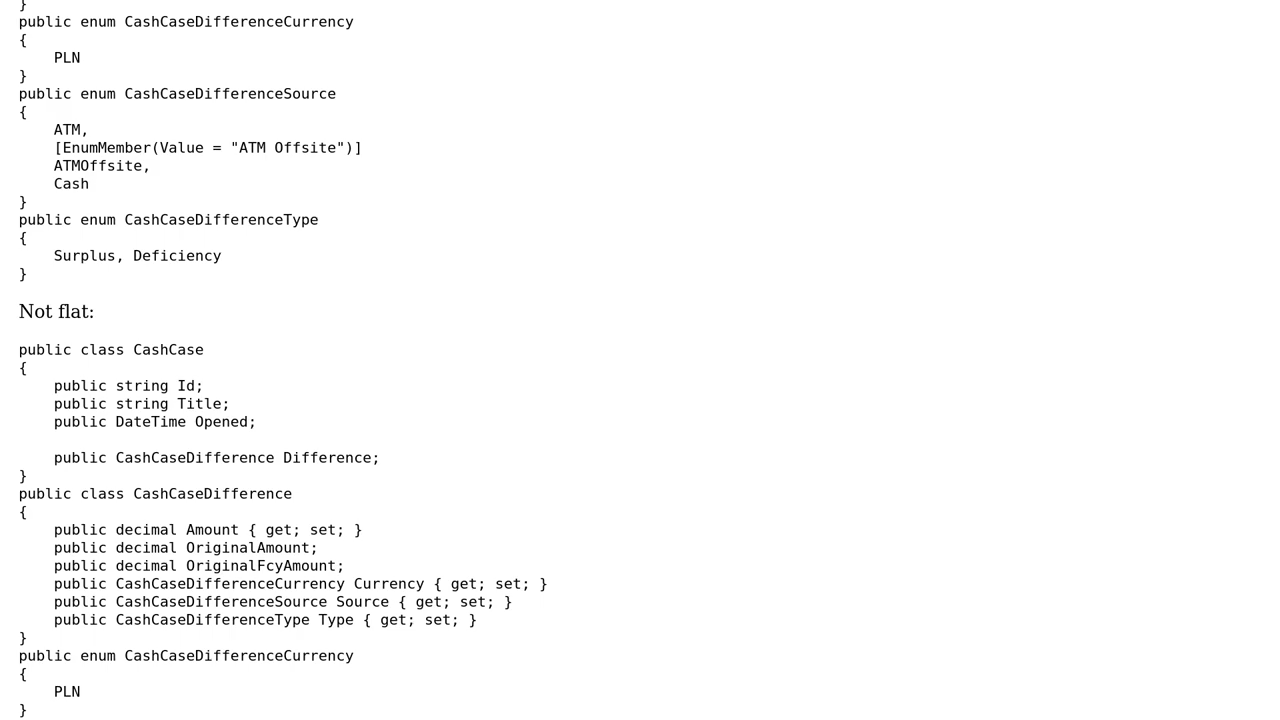 }
public enum CashCaseDifferenceCurrency
{
    PLN
}
public enum CashCaseDifferenceSource
{
    ATM,
    [EnumMember(Value = "ATM Offsite")]
    ATMOffsite,
    Cash
}
public enum CashCaseDifferenceType
{
    Surplus, Deficiency
}
Not flat:
public class CashCase
{
    public string Id;
    public string Title;
    public DateTime Opened;
    public CashCaseDifference Difference;
}
public class CashCaseDifference
{
    public decimal Amount { get; set; }
    public decimal OriginalAmount;
    public decimal OriginalFcyAmount;
    public CashCaseDifferenceCurrency Currency { get; set; }
    public CashCaseDifferenceSource Source { get; set; }
    public CashCaseDifferenceType Type { get; set; }
}
public enum CashCaseDifferenceCurrency
{
    PLN
}